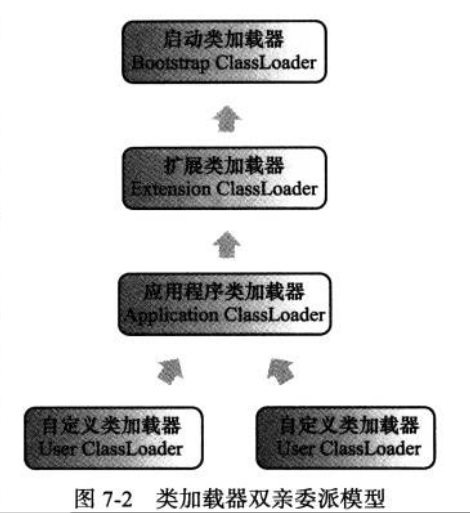 启动类加载器
Bootstrap ClassLoader
扩展类加载器
Extension ClassLoader
应用程序类加载器
Application ClassLoader
自定义类加载器
User ClassLoader
自定义类加载器
User ClassLoader
图 7-2 类加载器双亲委派模型